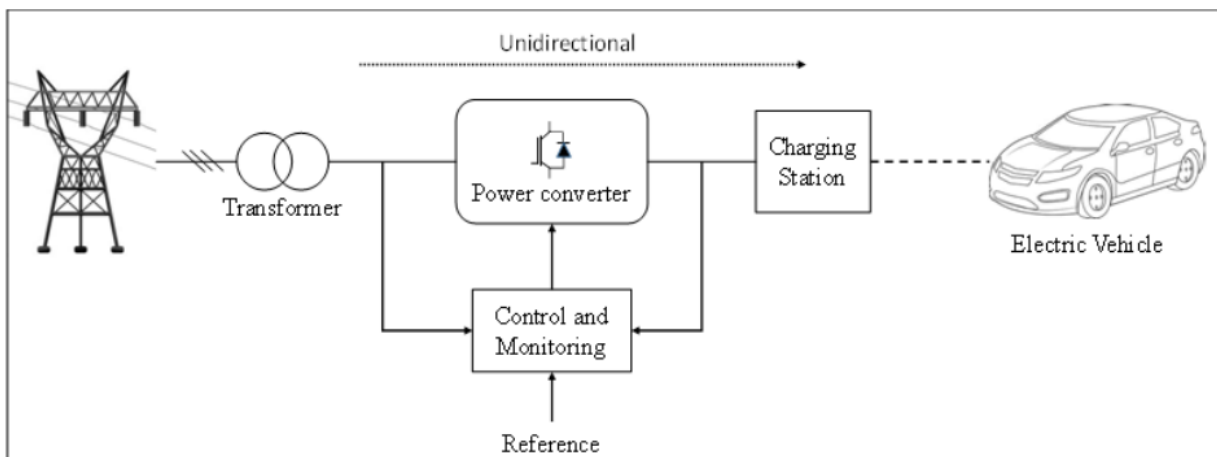 Unidirectional
Transformer
Power converter
Charging
Station
Electric Vehicle
Control and
Monitoring
Reference